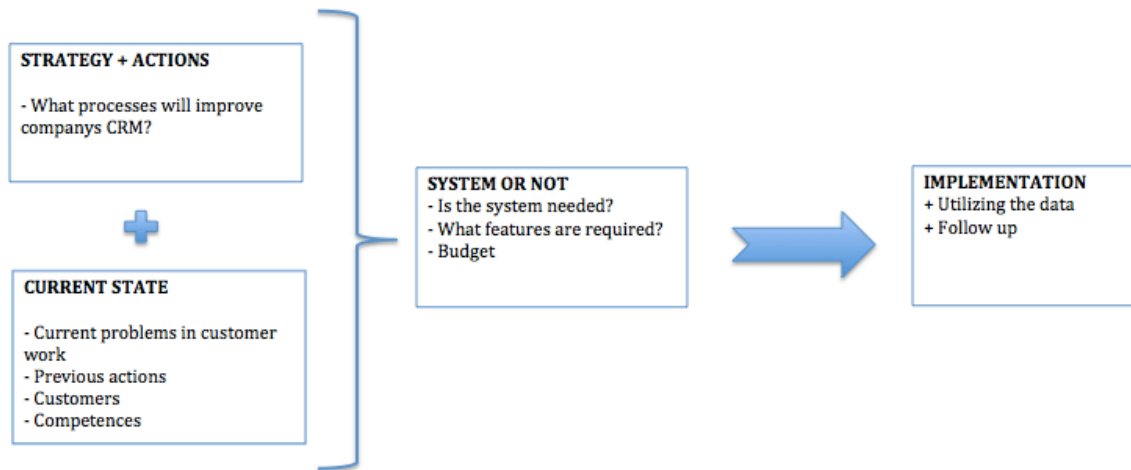 STRATEGY + ACTIONS
- What processes will improve
companys CRM?
CURRENT STATE
- Current problems in customer
work
- Previous actions
- Customers
- Competences
SYSTEM OR NOT
- Is the system needed?
- What features are required?
- Budget
IMPLEMENTATION
+ Utilizing the data
+ Follow up